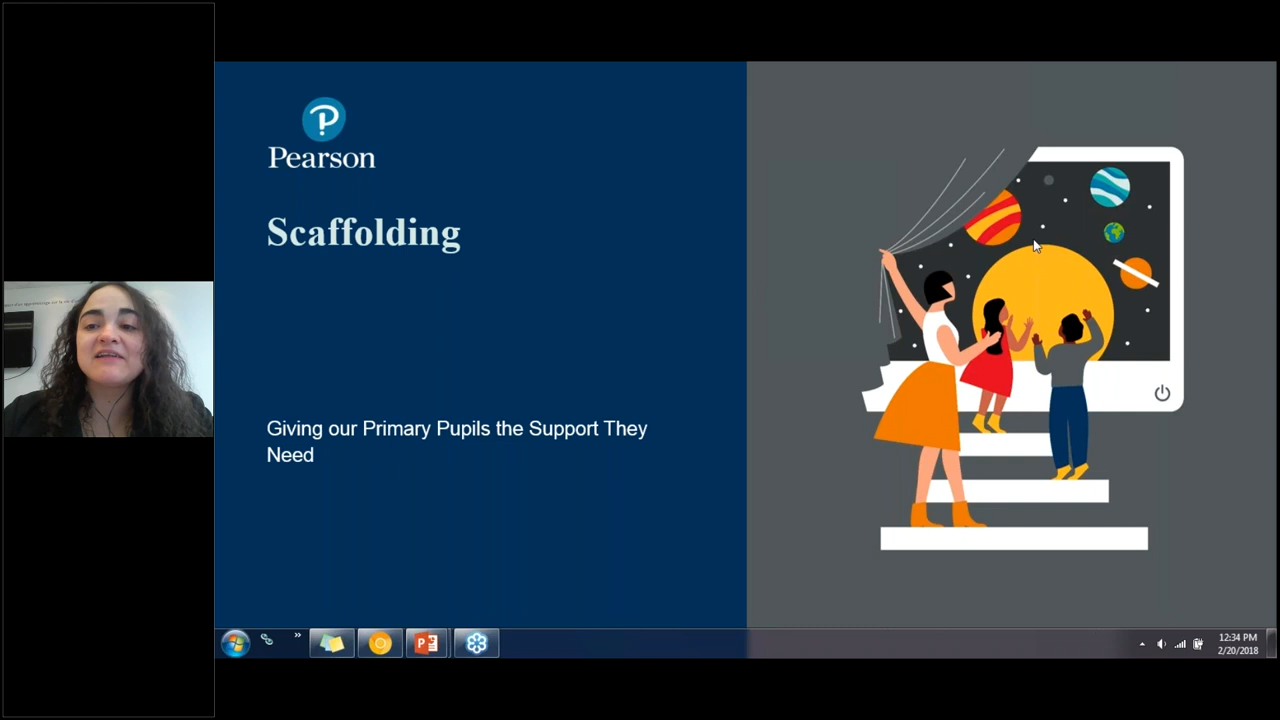 Pearson
Scaffolding
Giving our Primary Pupils the Support They
Need
12:34 PM
2/20/2018